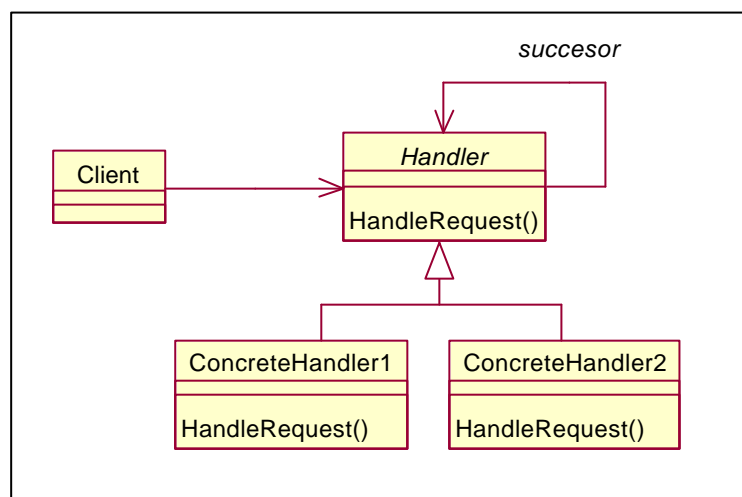 succesor
Client
Handler
HandleRequest()
ConcreteHandler1
ConcreteHandler2
HandleRequest()
HandleRequest()